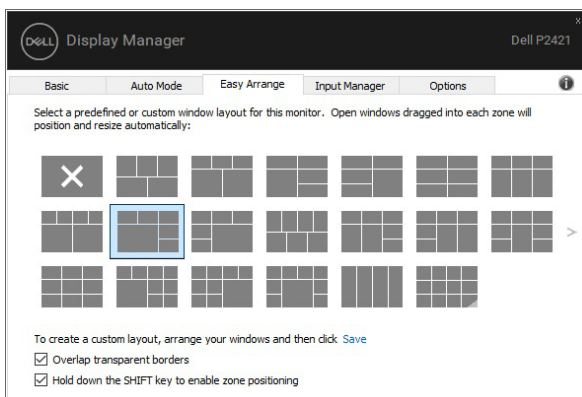 x
DELL Display Manager Dell P2421
Basic Auto Mode Easy Arrange Input Manager Options i
Select a predefined or custom window layout for this monitor. Open windows dragged into each zone will
position and resize automatically:
>
To create a custom layout, arrange your windows and then click Save
Overlap transparent borders
Hold down the SHIFT key to enable zone positioning